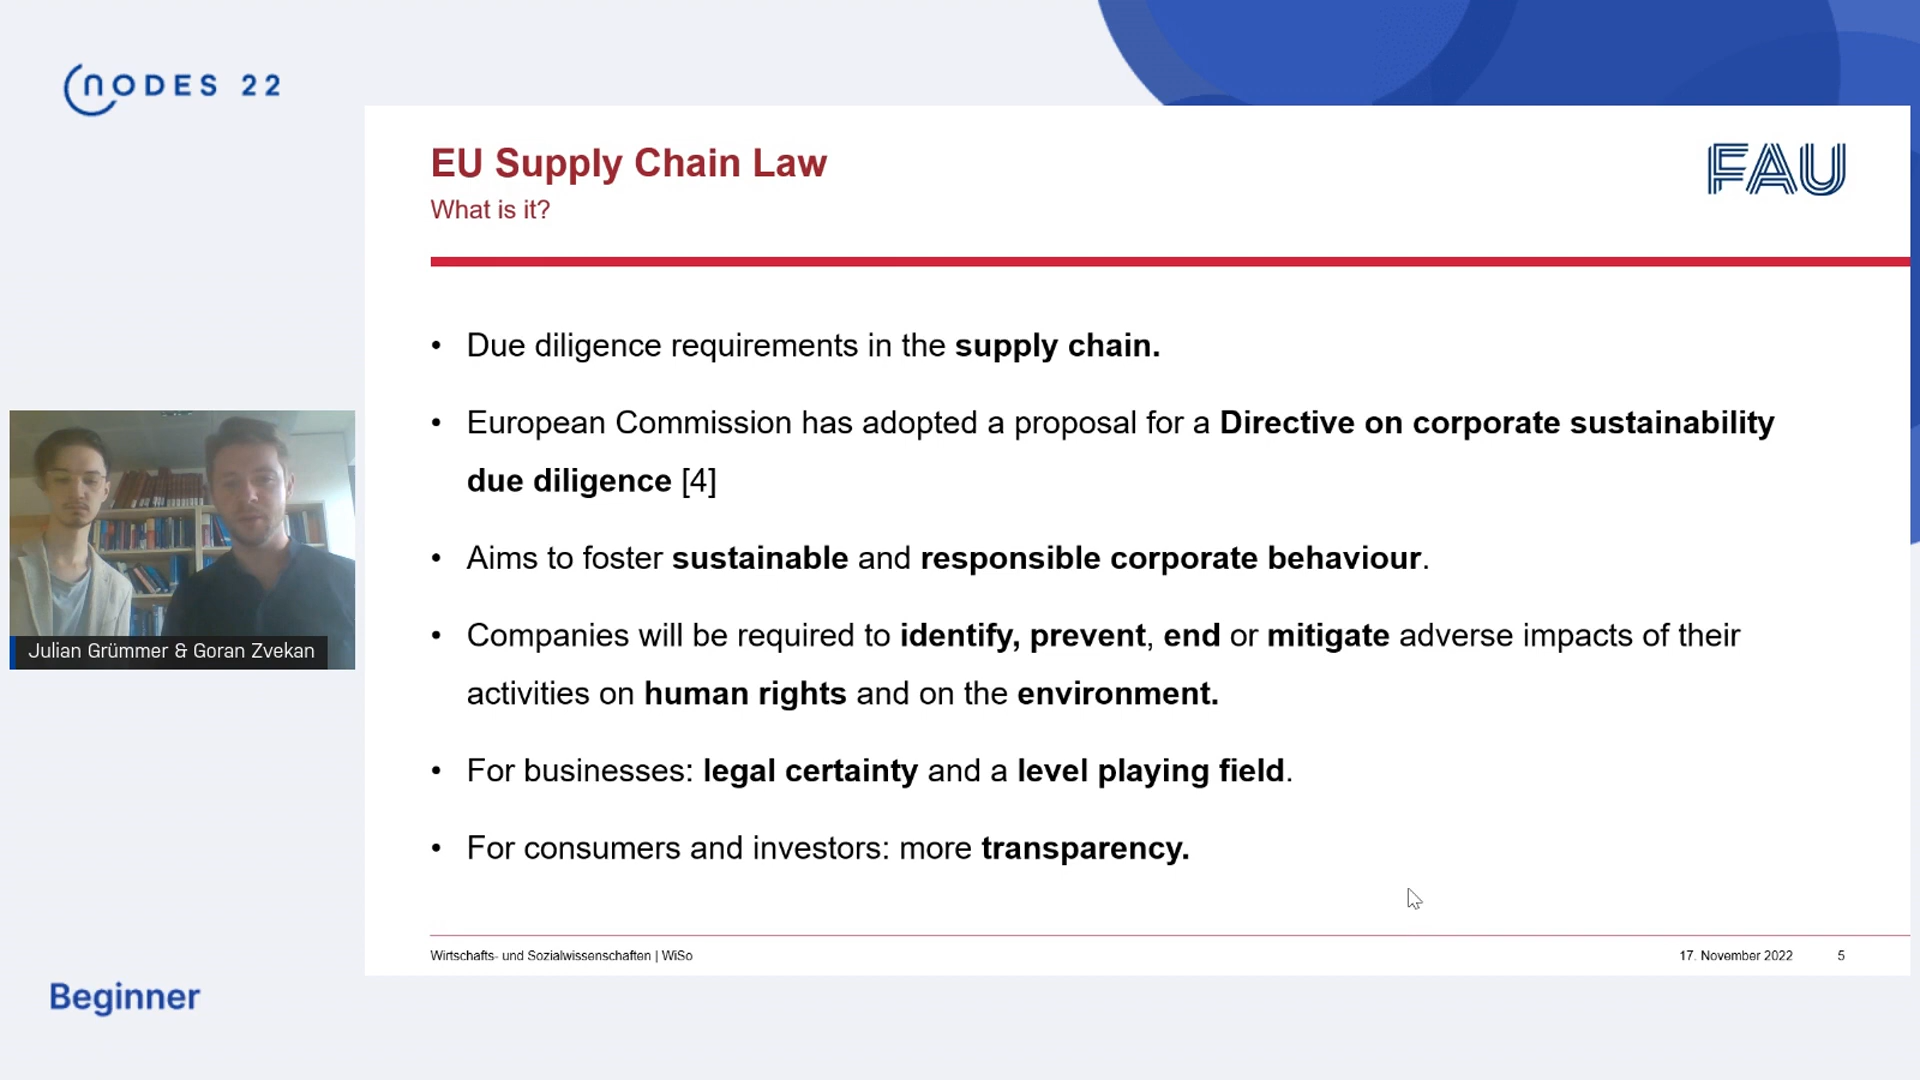 NODES 22
EU Supply Chain Law
What is it?
FAU
• Due diligence requirements in the supply chain.
• European Commission has adopted a proposal for a Directive on corporate sustainability
due diligence [4]
• Aims to foster sustainable and responsible corporate behaviour.
• Companies will be required to identify, prevent, end or mitigate adverse impacts of their
activities on human rights and on the environment.
• For businesses: legal certainty and a level playing field.
• For consumers and investors: more transparency.
Julian Grümmer & Goran Zvekan
Wirtschafts- und Sozialwissenschaften | WiSo
17. November 2022
5
Beginner